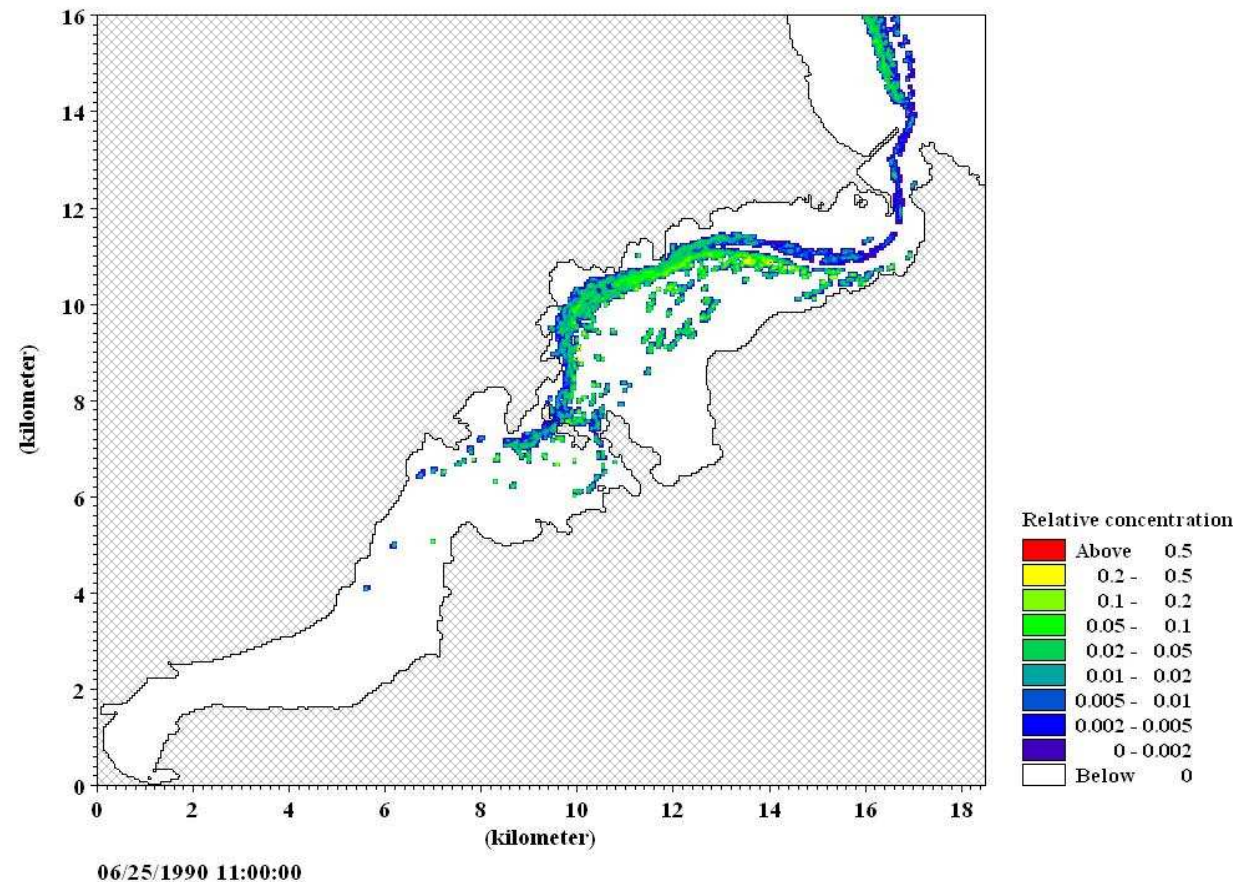 16
14
12
10
8
6
4
2
0
(kilometer)
0 2 4 6 8 10 12 14 16 18
(kilometer)
06/25/1990 11:00:00
Relative concentration
Above 0.5
0.2 - 0.5
0.1 - 0.2
0.05 - 0.1
0.02 - 0.05
0.01 - 0.02
0.005 - 0.01
0.002 - 0.005
0 - 0.002
Below 0